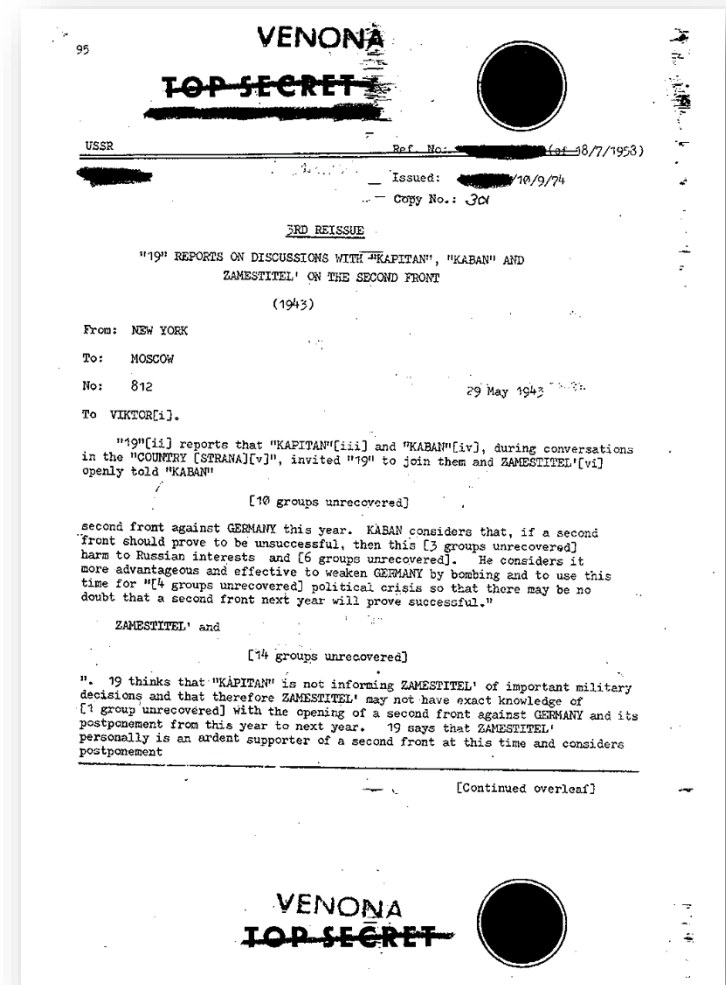 95
VENONA
TOP SECRET
USSR
Ref. No: (of 18/7/1953)
Issued: /10/9/74
Copy No.: 301
3RD REISSUE
"19" REPORTS ON DISCUSSIONS WITH "KAPITAN", "KABAN" AND
ZAMESTITEL' ON THE SECOND FRONT
(1943)
From: NEW YORK
To: MOSCOW
No: 812
29 May 1943
To VIKTOR[i].
"19"[ii] reports that "KAPITAN"[iii] and "KABAN"[iv], during conversations
in the "COUNTRY [STRANA][v]", invited "19" to join them and ZAMESTITEL'[vi]
openly told "KABAN"
[10 groups unrecovered]
second front against GERMANY this year. KABAN considers that, if a second
front should prove to be unsuccessful, then this [3 groups unrecovered]
harm to Russian interests and [6 groups unrecovered]. He considers it
more advantageous and effective to weaken GERMANY by bombing and to use this
time for "[4 groups unrecovered] political crisis so that there may be no
doubt that a second front next year will prove successful."
ZAMESTITEL' and
[14 groups unrecovered]
". 19 thinks that "KAPITAN" is not informing ZAMESTITEL' of important military
decisions and that therefore ZAMESTITEL' may not have exact knowledge of
[1 group unrecovered] with the opening of a second front against GERMANY and its
postponement from this year to next year. 19 says that ZAMESTITEL'
personally is an ardent supporter of a second front at this time and considers
postponement
[Continued overleaf]
VENONA
TOP SECRET